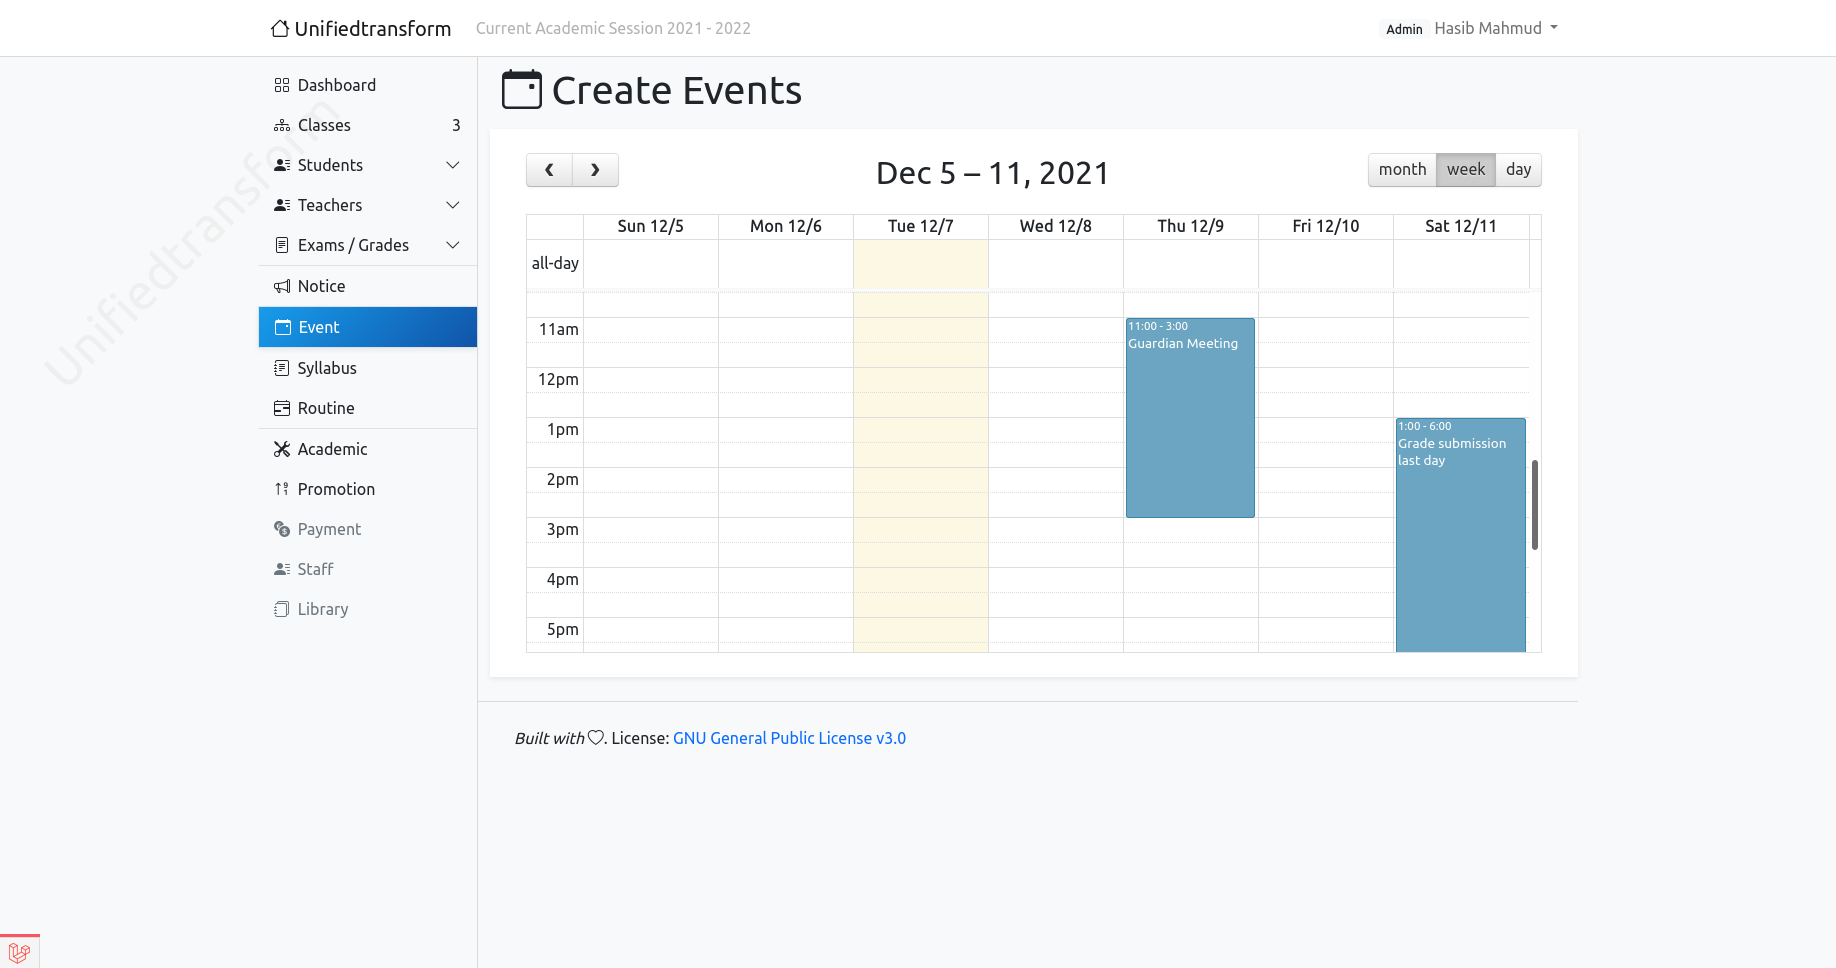 Unifiedtransform Current Academic Session 2021 - 2022 Admin Hasib Mahmud
Unifiedtransform
Dashboard
Classes 3
Students
Teachers
Exams / Grades
Notice
Event
Syllabus
Routine
Academic
Promotion
Payment
Staff
Library
Create Events
Dec 5 – 11, 2021
month week day
Sun 12/5 Mon 12/6 Tue 12/7 Wed 12/8 Thu 12/9 Fri 12/10 Sat 12/11
all-day
11am
12pm
1pm
2pm
3pm
4pm
5pm
11:00 - 3:00
Guardian Meeting
1:00 - 6:00
Grade submission
last day
Built with . License: GNU General Public License v3.0